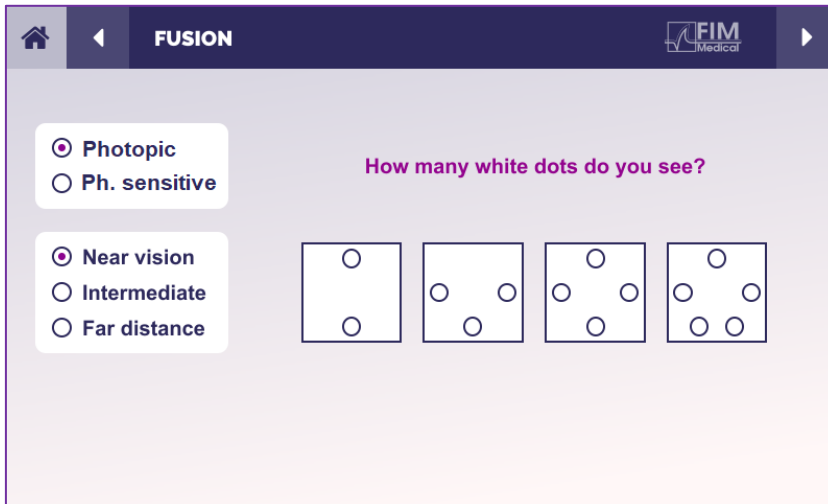 FUSION
FIM
Medical
Photopic
Ph. sensitive
How many white dots do you see?
Near vision
Intermediate
Far distance